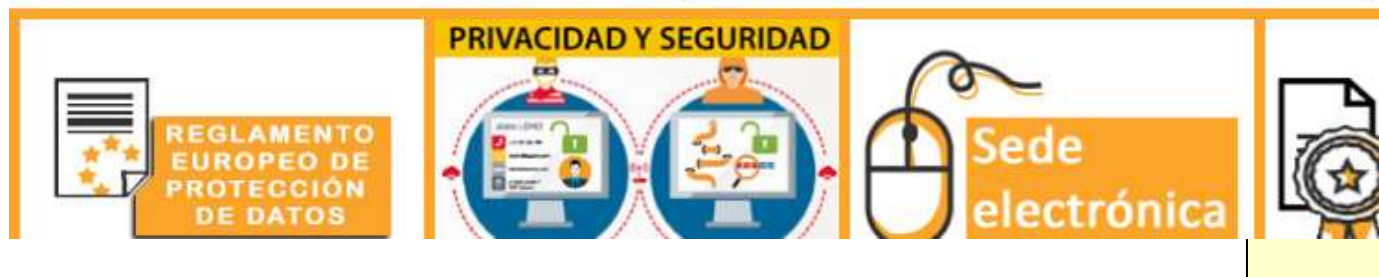 REGLAMENTO
EUROPEO DE
PROTECCIÓN
DE DATOS
PRIVACIDAD Y SEGURIDAD
Sede
electrónica